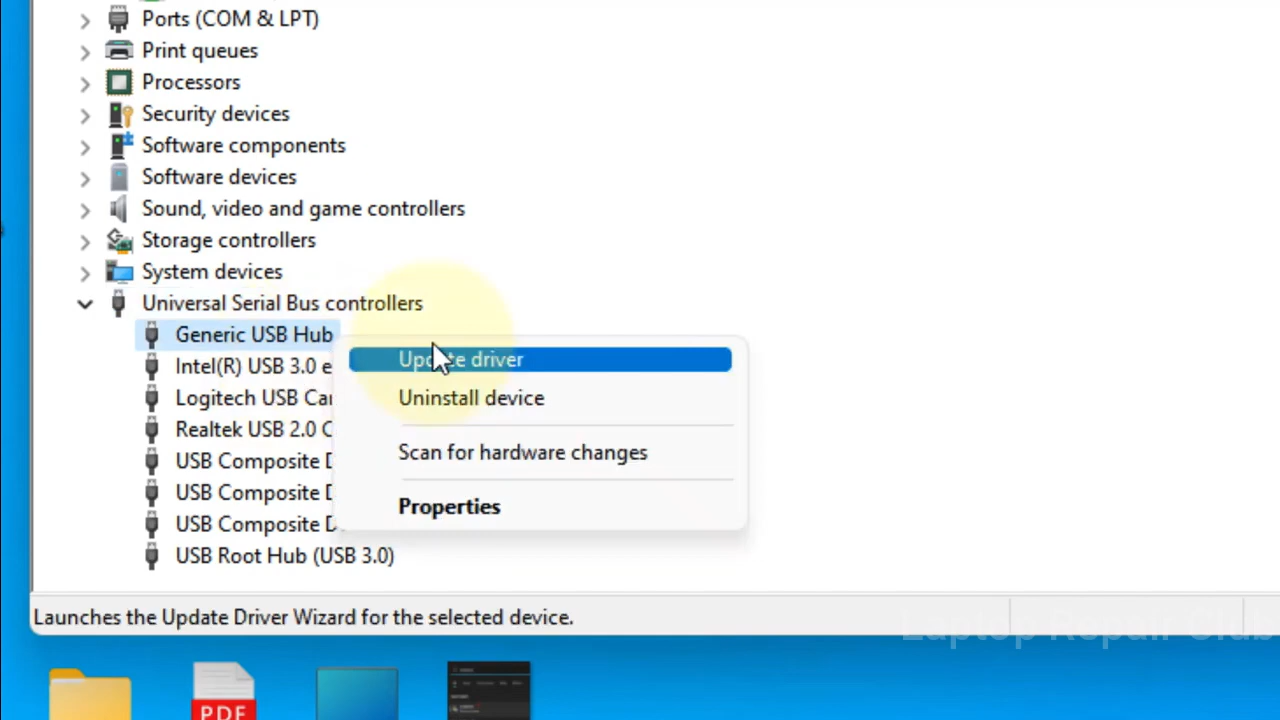 Ports (COM & LPT)
Print queues
Processors
Security devices
Software components
Software devices
Sound, video and game controllers
Storage controllers
System devices
Universal Serial Bus controllers
Generic USB Hub
Update driver
Intel(R) USB 3.0 e
Uninstall device
Logitech USB Ca
Realtek USB 2.0 C
Scan for hardware changes
USB Composite D
USB Composite D
Properties
USB Composite D
USB Root Hub (USB 3.0)
Launches the Update Driver Wizard for the selected device.
Laptop Repair Club
PDF